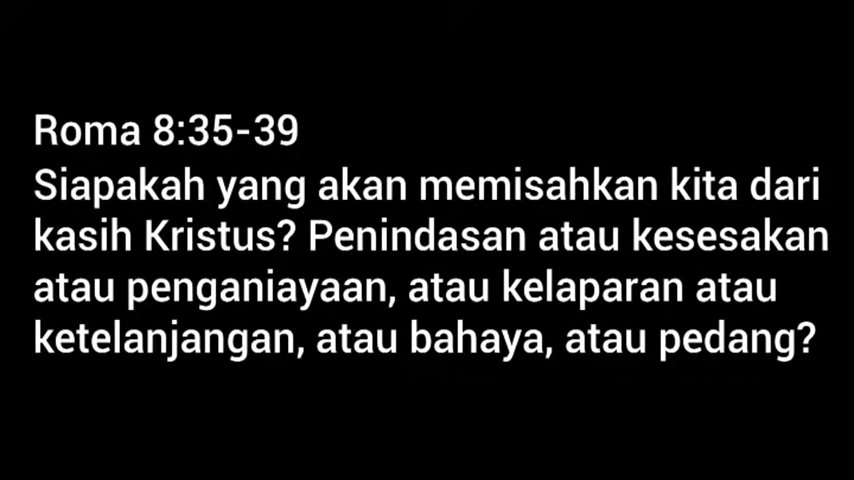 Roma 8:35-39
Siapakah yang akan memisahkan kita dari
kasih Kristus? Penindasan atau kesesakan
atau penganiayaan, atau kelaparan atau
ketelanjangan, atau bahaya, atau pedang?